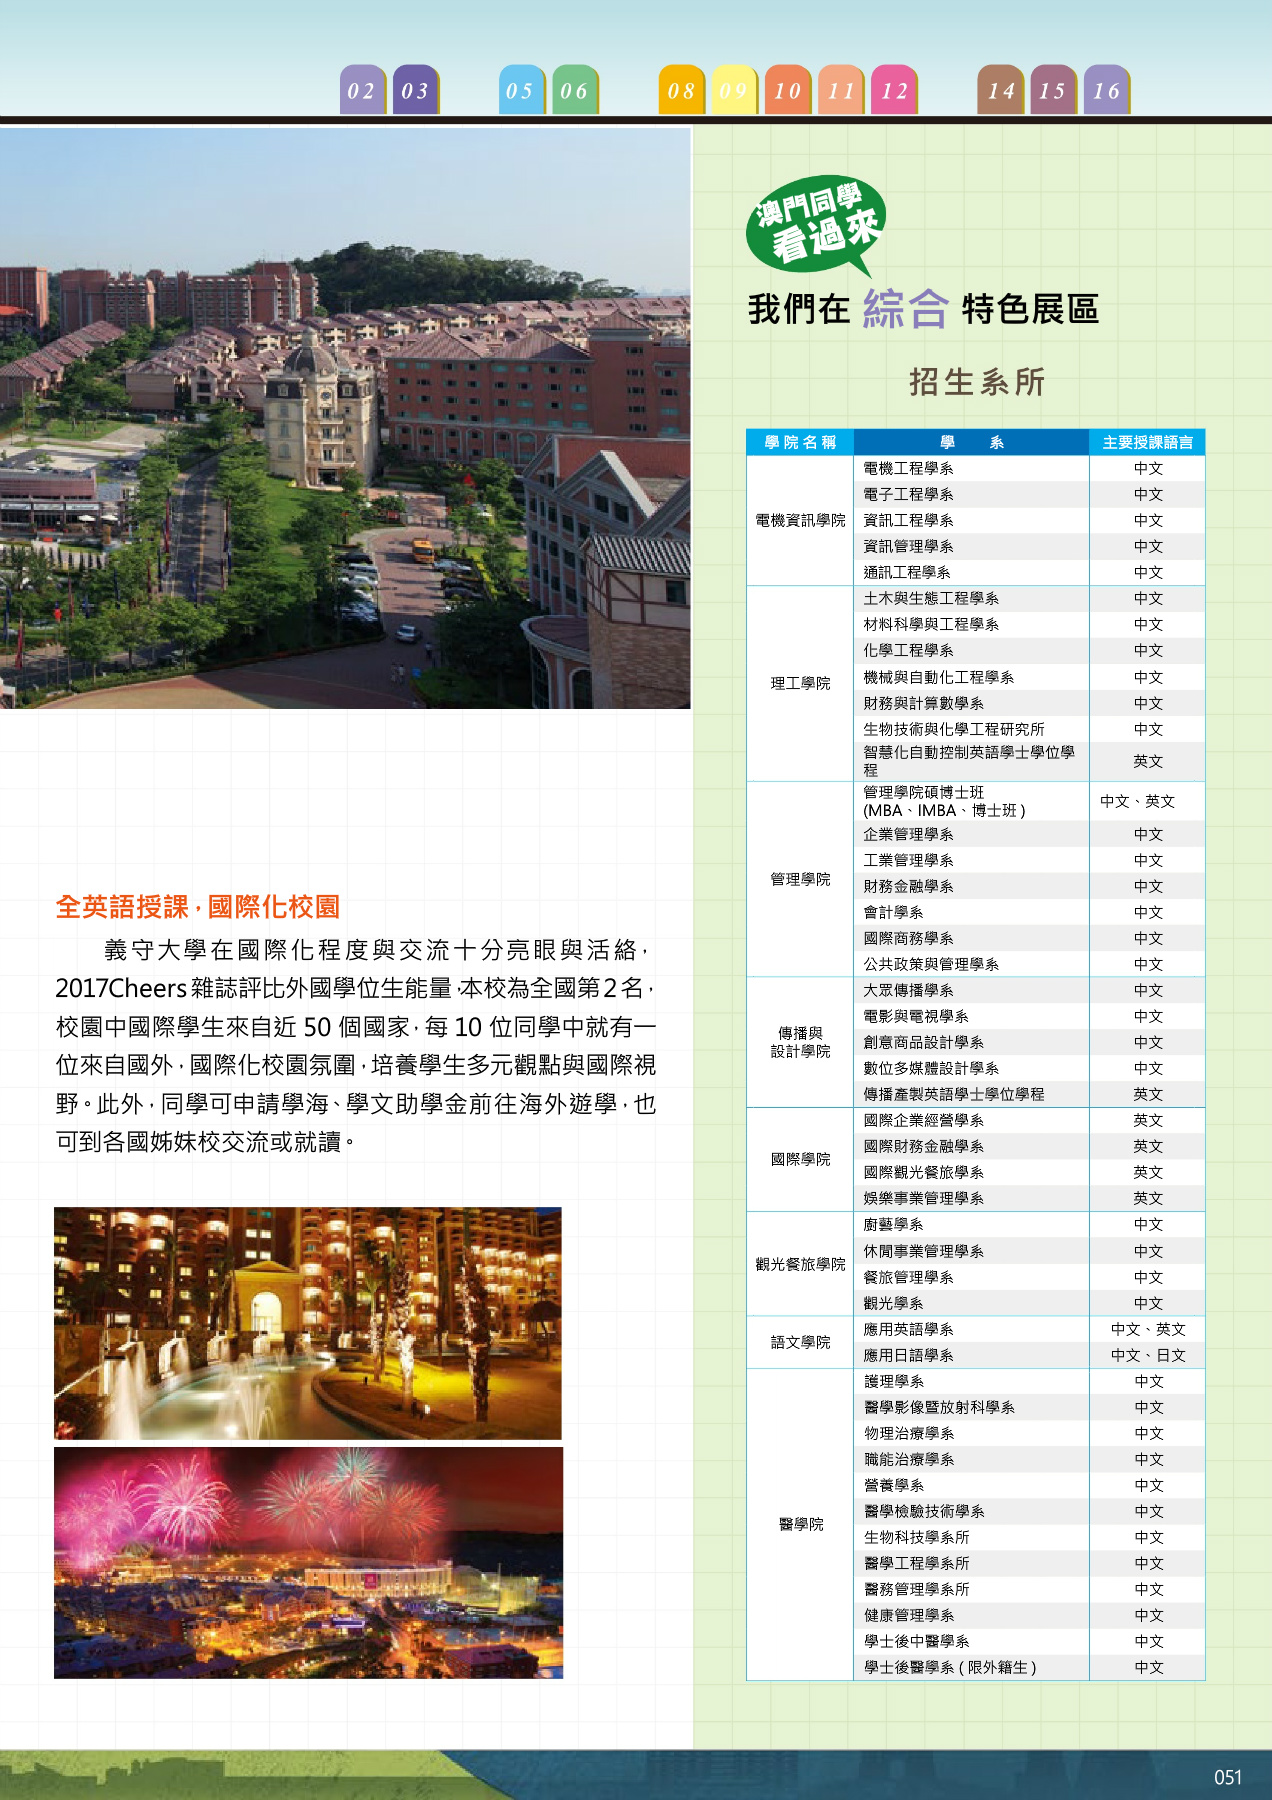 02 03 05 06 08 09 10 11 12 14 15 16
澳門同學
看過來
我們在 綜合 特色展區
招生系所
全英語授課,國際化校園
義守大學在國際化程度與交流十分亮眼與活絡,
2017Cheers 雜誌評比外國學位生能量,本校為全國第2名,
校園中國際學生來自近 50 個國家,每 10 位同學中就有一
位來自國外,國際化校園氛圍,培養學生多元觀點與國際視
野。此外,同學可申請學海、學文助學金前往海外遊學,也
可到各國姊妹校交流或就讀。
學院名稱 學 系 主要授課語言
電機工程學系 中文
電子工程學系 中文
電機資訊學院 資訊工程學系 中文
資訊管理學系 中文
通訊工程學系 中文
土木與生態工程學系 中文
材料科學與工程學系 中文
化學工程學系 中文
理工學院 機械與自動化工程學系 中文
財務與計算數學系 中文
生物技術與化學工程研究所 中文
智慧化自動控制英語學士學位學
程 英文
管理學院碩博士班
(MBA、IMBA、博士班 ) 中文、英文
企業管理學系 中文
工業管理學系 中文
管理學院 財務金融學系 中文
會計學系 中文
國際商務學系 中文
公共政策與管理學系 中文
大眾傳播學系 中文
電影與電視學系 中文
傳播與
設計學院 創意商品設計學系 中文
數位多媒體設計學系 中文
傳播產製英語學士學位學程 英文
國際企業經營學系 英文
國際財務金融學系 英文
國際學院 國際觀光餐旅學系 英文
娛樂事業管理學系 英文
廚藝學系 中文
休閒事業管理學系 中文
觀光餐旅學院 餐旅管理學系 中文
觀光學系 中文
語文學院 應用英語學系 中文、英文
應用日語學系 中文、日文
護理學系 中文
醫學影像暨放射科學系 中文
物理治療學系 中文
職能治療學系 中文
營養學系 中文
醫學檢驗技術學系 中文
醫學院 生物科技學系所 中文
醫學工程學系所 中文
醫務管理學系所 中文
健康管理學系 中文
學士後中醫學系 中文
學士後醫學系 ( 限外籍生 ) 中文
051